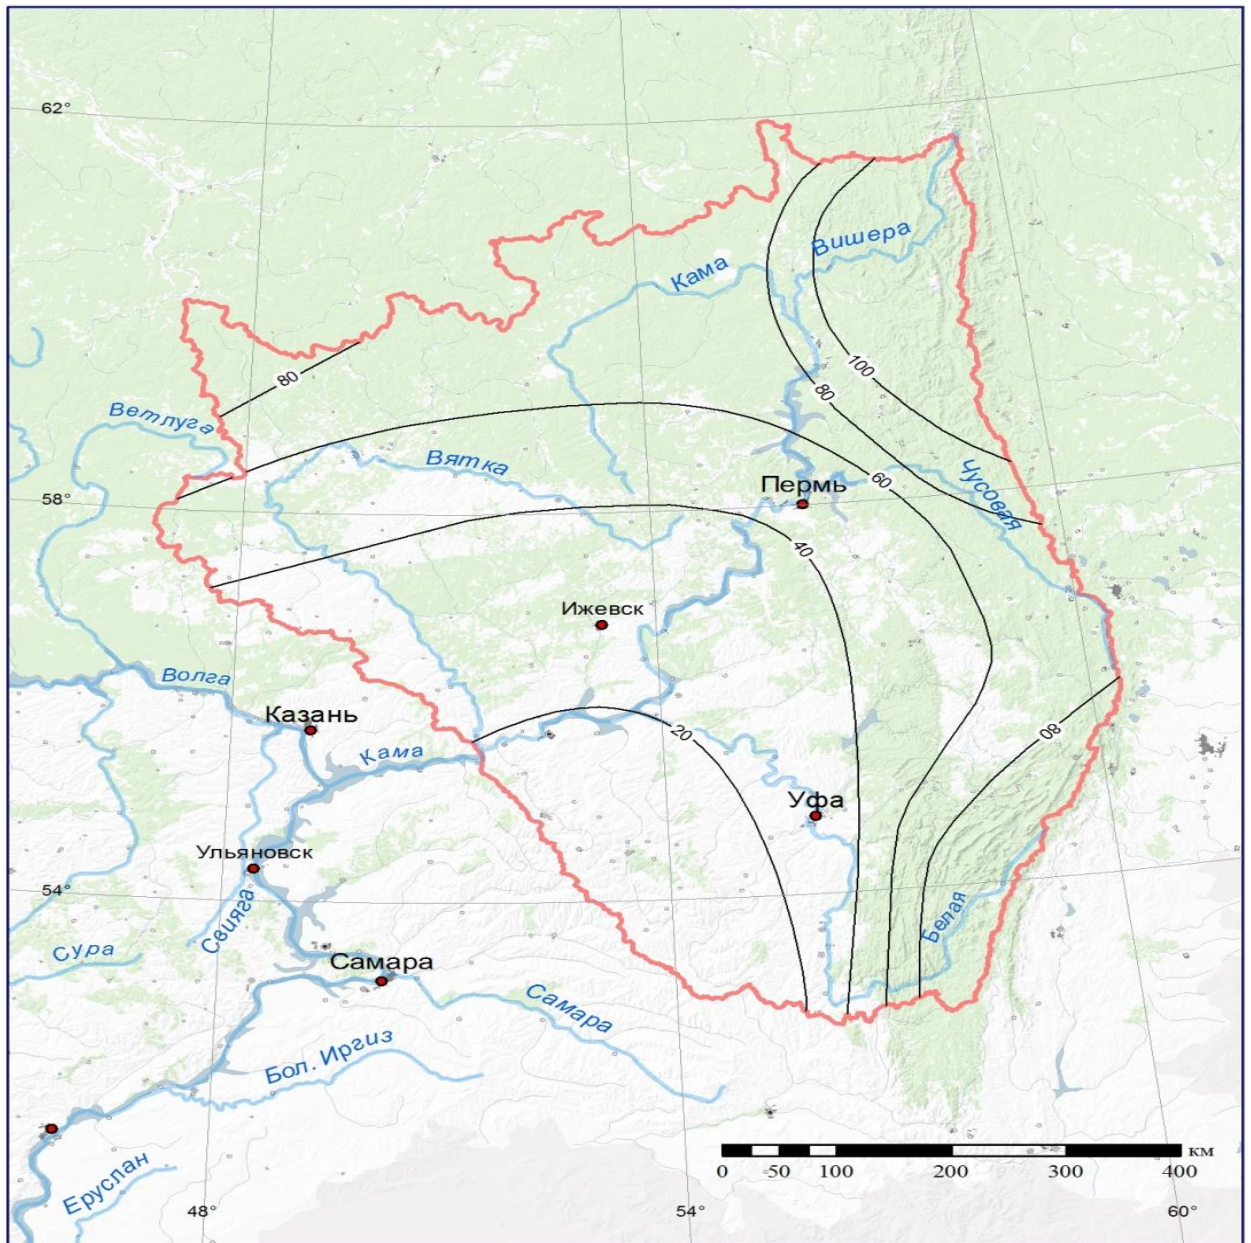 62°
Вишера
Кама
100
80
80
Ветлуга
Вятка
60
Чусовая
58°
Пермь
40
Ижевск
Волга
Казань
20
80
Кама
Уфа
Ульяновск
54°
Свияга
Белая
Сура
Самара
Самара
Бол. Иргиз
км
0 50 100 200 300 400
Еруслан
48° 54° 60°